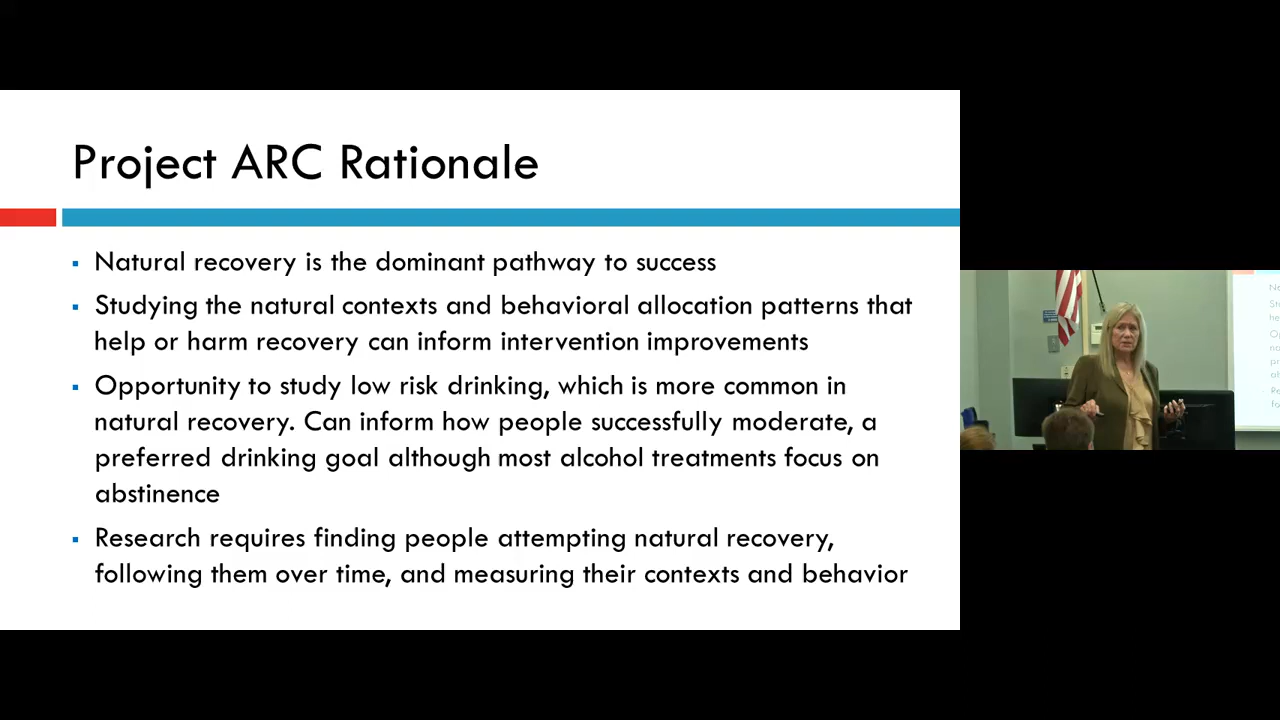 Project ARC Rationale
Natural recovery is the dominant pathway to success
Studying the natural contexts and behavioral allocation patterns that
help or harm recovery can inform intervention improvements
Opportunity to study low risk drinking, which is more common in
natural recovery. Can inform how people successfully moderate, a
preferred drinking goal although most alcohol treatments focus on
abstinence
Research requires finding people attempting natural recovery,
following them over time, and measuring their contexts and behavior